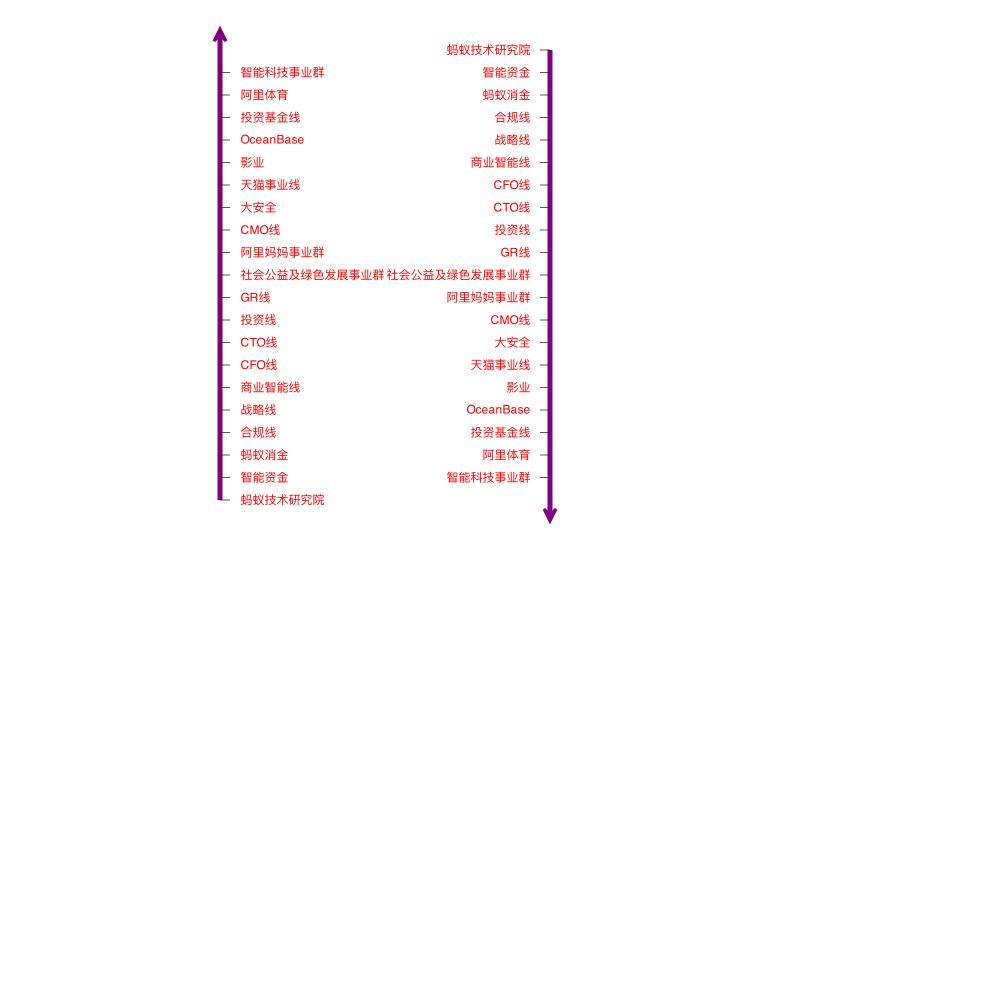 蚂蚁技术研究院
智能科技事业群 智能资金
阿里体育 蚂蚁消金
投资基金线 合规线
OceanBase 战略线
影业 商业智能线
天猫事业线 CFO线
大安全 CTO线
CMO线 投资线
阿里妈妈事业群 GR线
社会公益及绿色发展事业群 社会公益及绿色发展事业群
GR线 阿里妈妈事业群
投资线 CMO线
CTO线 大安全
CFO线 天猫事业线
商业智能线 影业
战略线 OceanBase
合规线 投资基金线
蚂蚁消金 阿里体育
智能资金 智能科技事业群
蚂蚁技术研究院